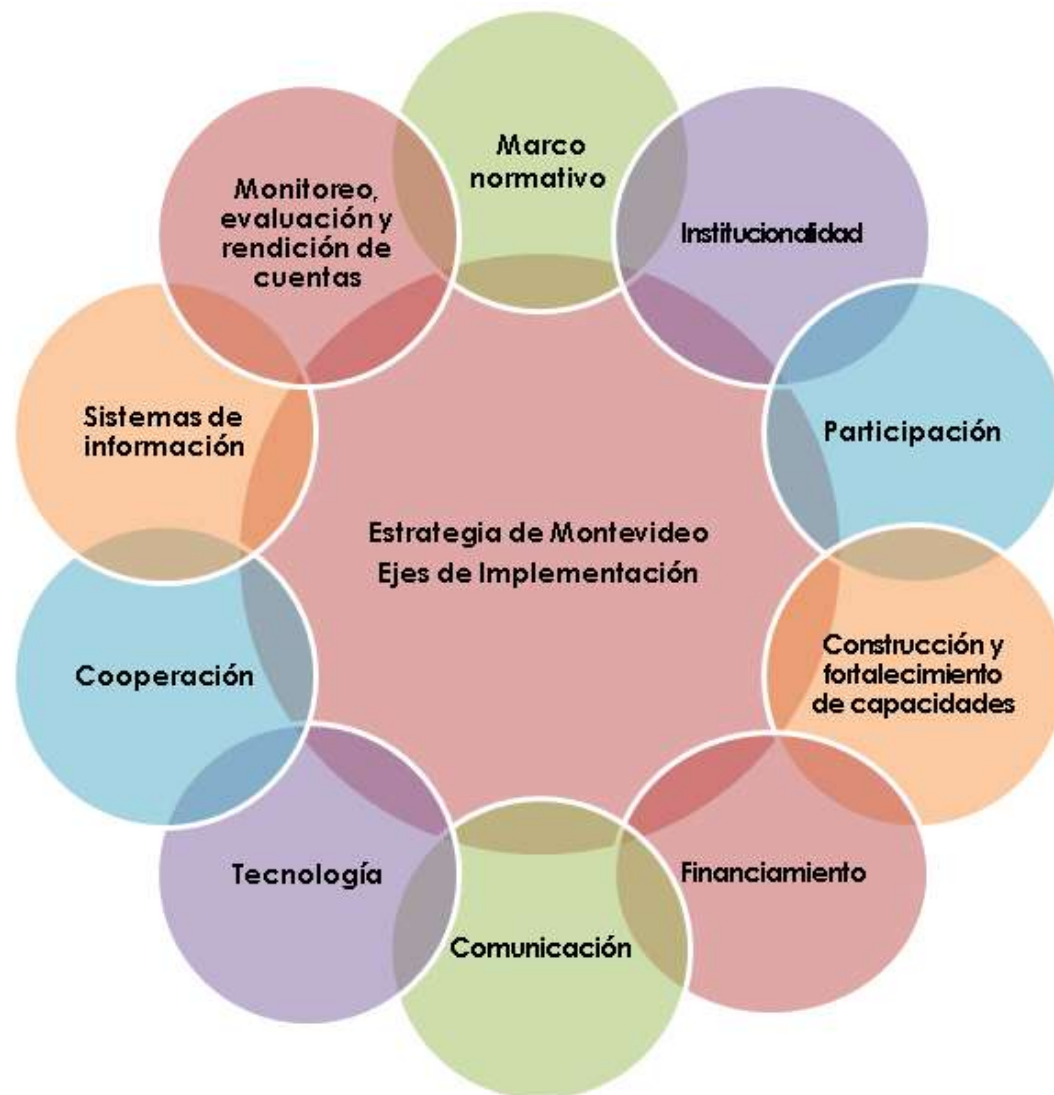 Marco
normativo
Institucionalidad
Participación
Construcción y
fortalecimiento
de capacidades
Financiamiento
Comunicación
Tecnología
Cooperación
Sistemas de
información
Monitoreo,
evaluación y
rendición de
cuentas
Estrategia de Montevideo
Ejes de Implementación